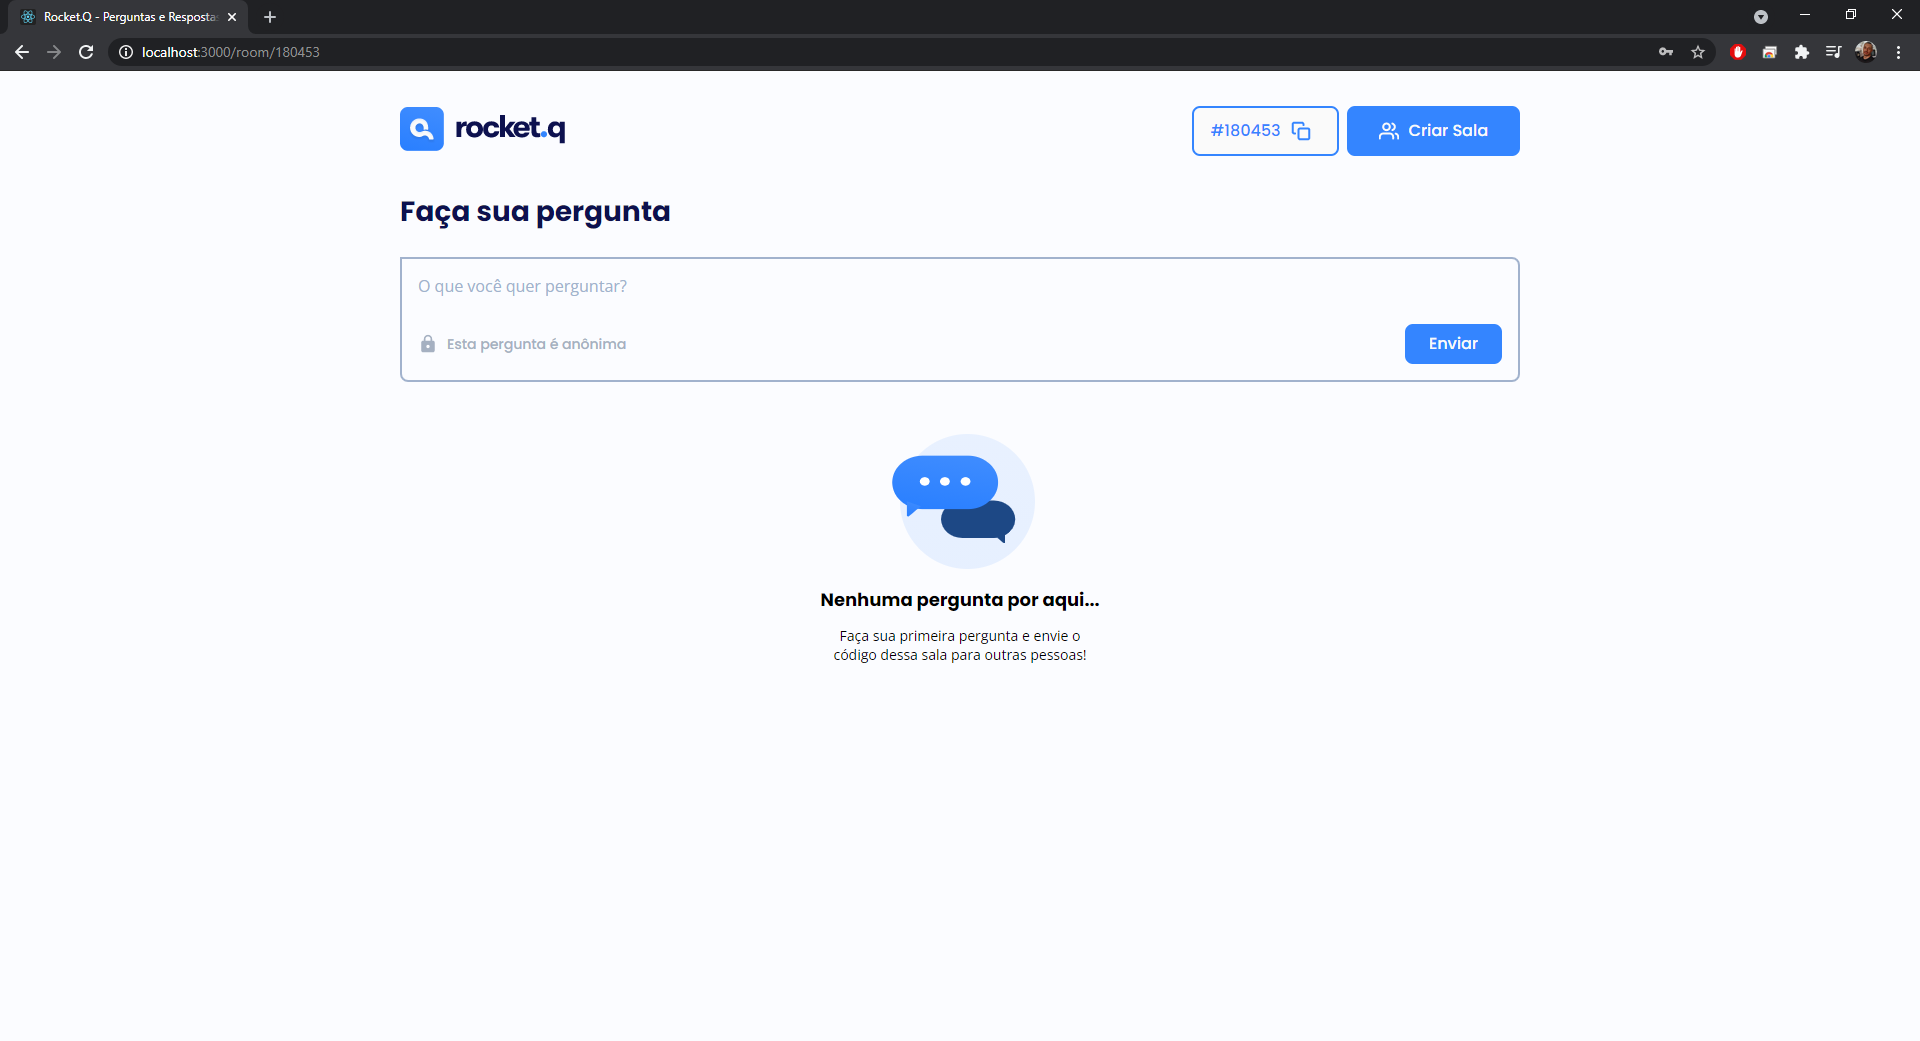 Rocket.Q - Perguntas e Respostas
localhost:3000/room/180453
rocket.q
#180453
Criar Sala
Faça sua pergunta
O que você quer perguntar?
Esta pergunta é anônima
Enviar
Nenhuma pergunta por aqui...
Faça sua primeira pergunta e envie o
código dessa sala para outras pessoas!